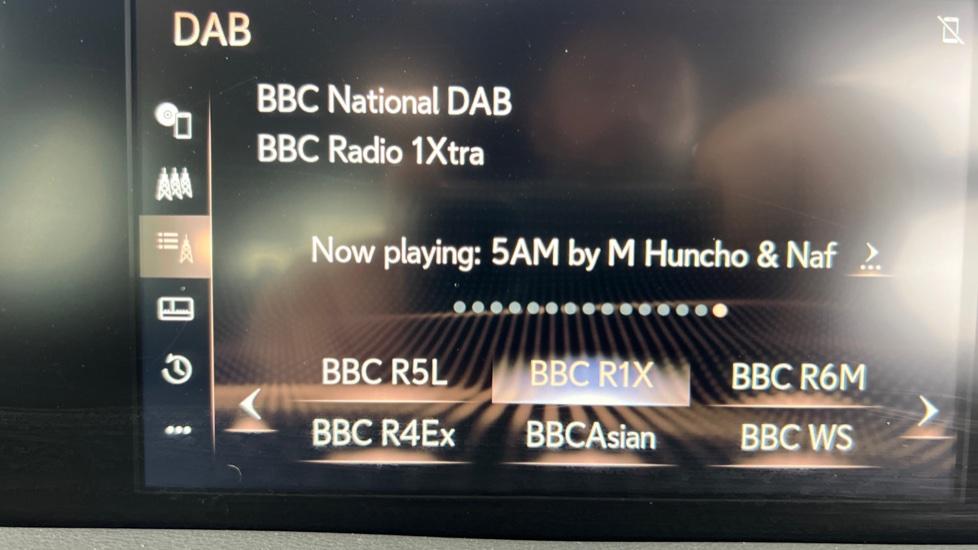 DAB
BBC National DAB
BBC Radio 1Xtra
Now playing: 5AM by M Huncho & Naf
BBC R5L BBC R1X BBC R6M
BBC R4Ex BBCAsian BBC WS